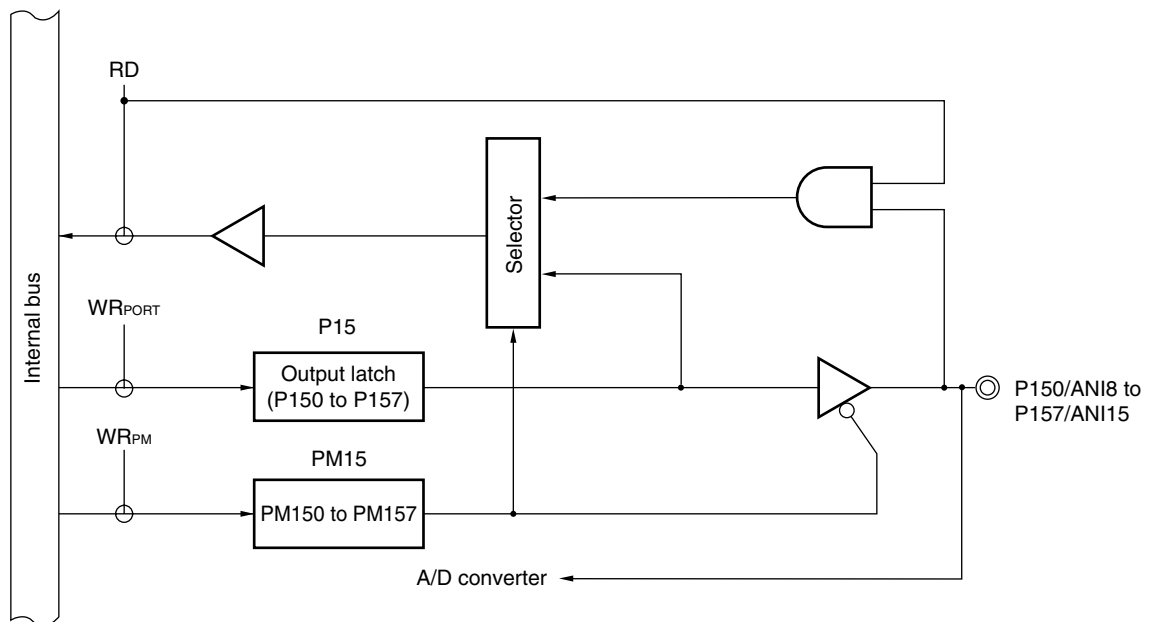 RD
Selector
Internal bus
WRPORT
P15
Output latch
(P150 to P157)
P150/ANI8 to
P157/ANI15
WRPM
PM15
PM150 to PM157
A/D converter